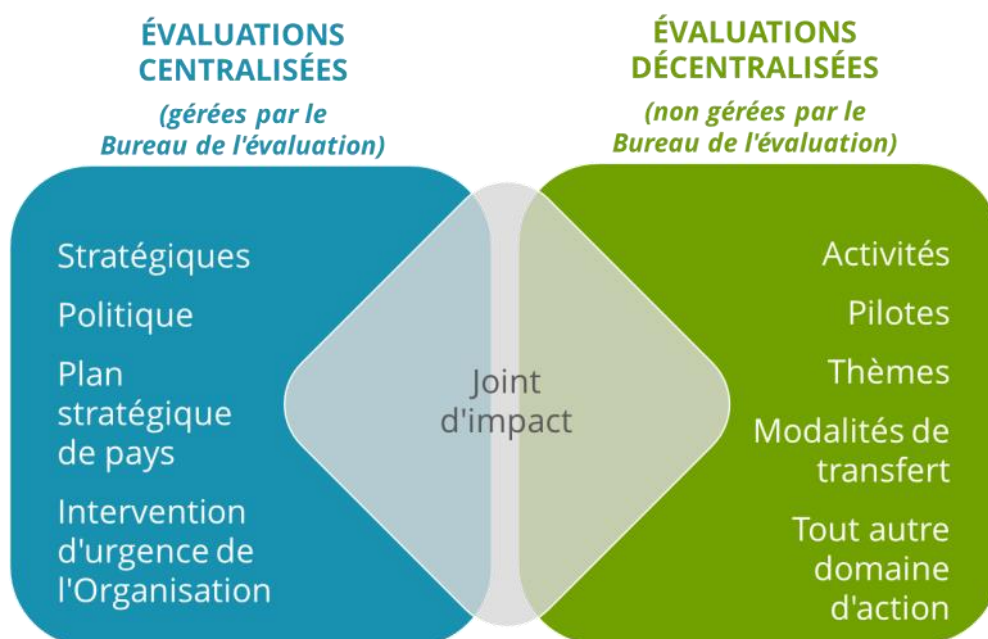 ÉVALUATIONS
CENTRALISÉES
(gérées par le
Bureau de l'évaluation)
Stratégiques
Politique
Plan
stratégique
de pays
Intervention
d'urgence de
l'Organisation
Joint
d'impact
ÉVALUATIONS
DÉCENTRALISÉES
(non gérées par le
Bureau de l'évaluation)
Activités
Pilotes
Thèmes
Modalités de
transfert
Tout autre
domaine
d'action